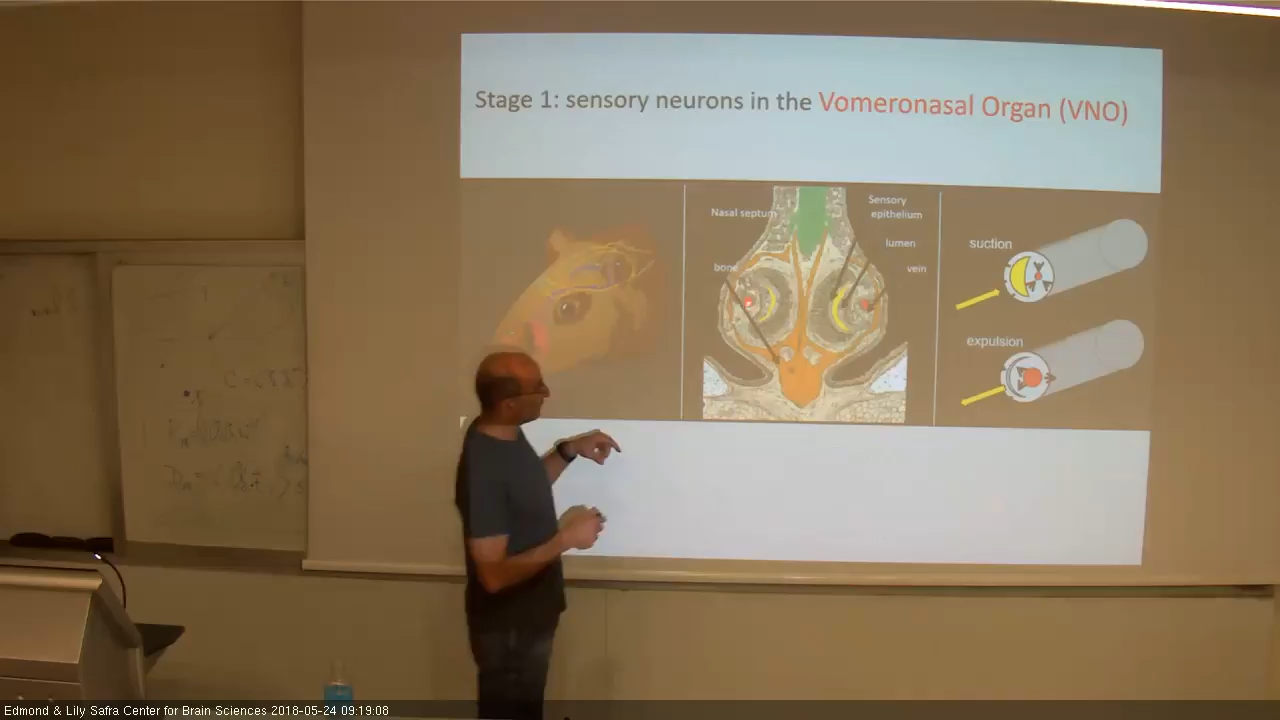 Stage 1: sensory neurons in the Vomeronasal Organ (VNO)
Nasal septum
Sensory
epithelium
lumen
bone
vein
suction
expulsion
Edmond & Lily Safra Center for Brain Sciences 2018-05-24 09:19:08